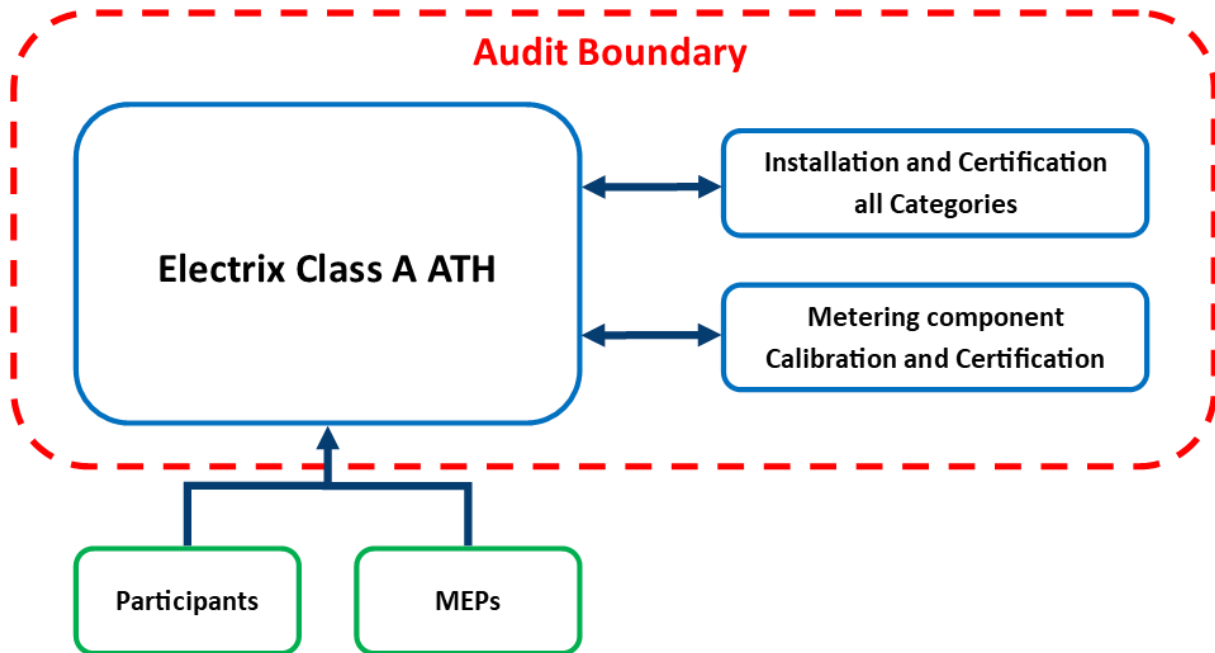 Audit Boundary
Electrix Class A ATH
Installation and Certification
all Categories
Metering component
Calibration and Certification
Participants
MEPs